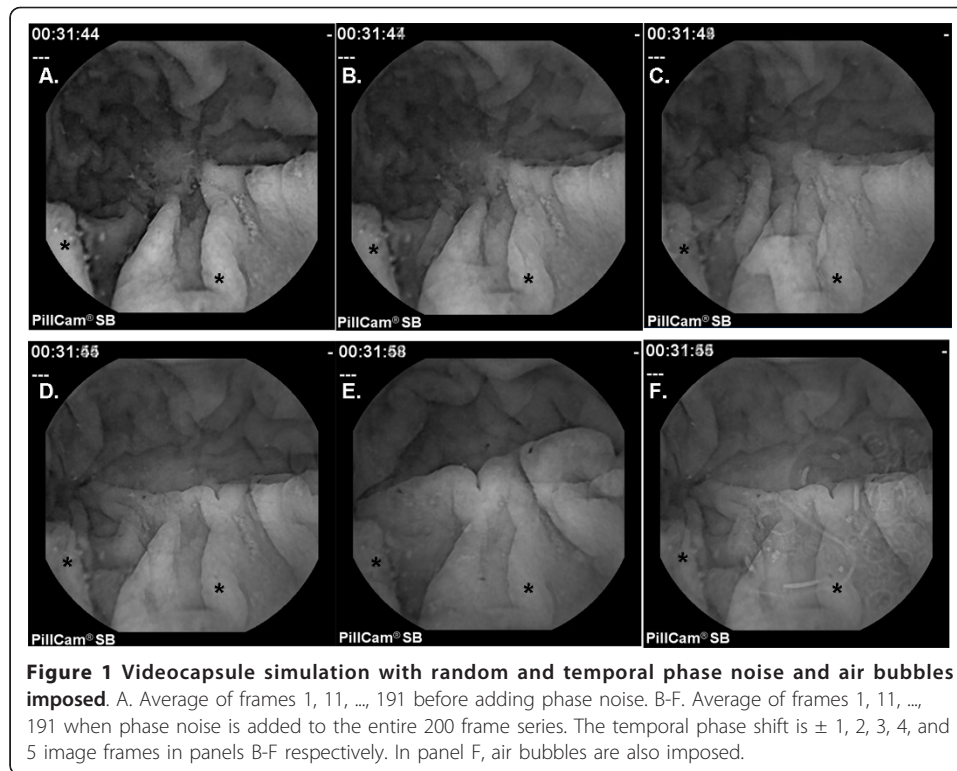 00:31:44 - - -
--- --- ---
A. B. C.
* * * * * *
PillCam® SB PillCam® SB PillCam® SB
- - -
--- --- ---
D. E. F.
* * * * * *
PillCam® SB PillCam® SB PillCam® SB
Figure 1 Videocapsule simulation with random and temporal phase noise and air bubbles
imposed. A. Average of frames 1, 11, ..., 191 before adding phase noise. B-F. Average of frames 1, 11, ...,
191 when phase noise is added to the entire 200 frame series. The temporal phase shift is ± 1, 2, 3, 4, and
5 image frames in panels B-F respectively. In panel F, air bubbles are also imposed.